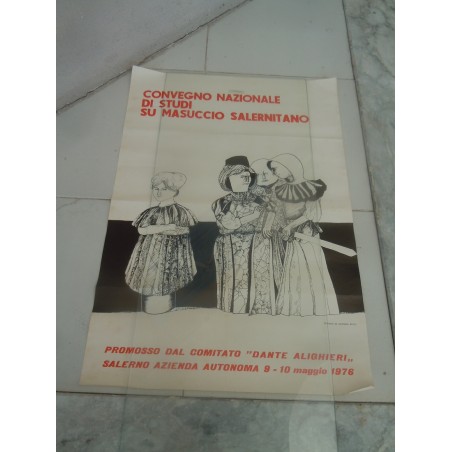 CONVEGNO NAZIONALE
DI STUDI
SU MASUCCIO SALERNITANO
PROMOSSO DAL COMITATO "DANTE ALIGHIERI,,
SALERNO AZIENDA AUTONOMA 9 - 10 maggio 1976